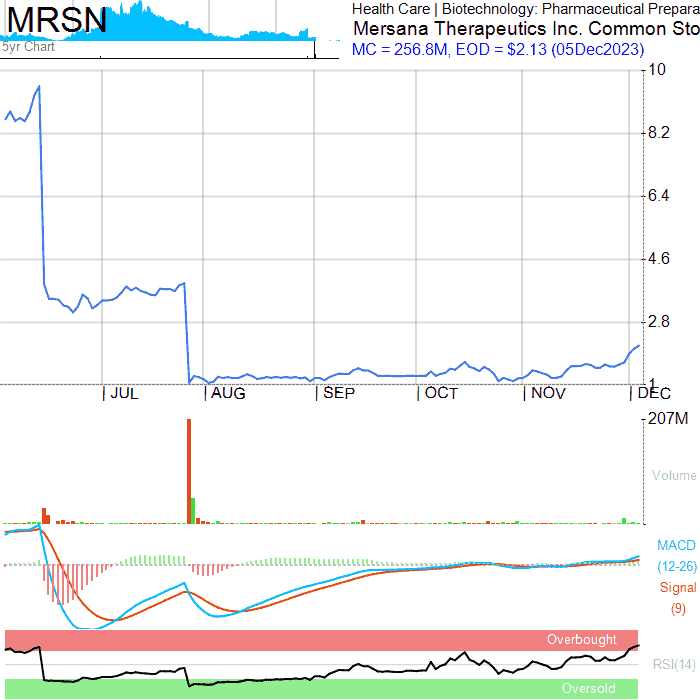 MRSN
5yr Chart
Health Care | Biotechnology: Pharmaceutical Prepara
Mersana Therapeutics Inc. Common Sto
MC = 256.8M, EOD = $2.13 (05Dec2023)
10
8.2
6.4
4.6
2.8
1
JUL AUG SEP OCT NOV DEC
207M
Volume
MACD
(12-26)
Signal
(9)
Overbought
RSI(14)
Oversold